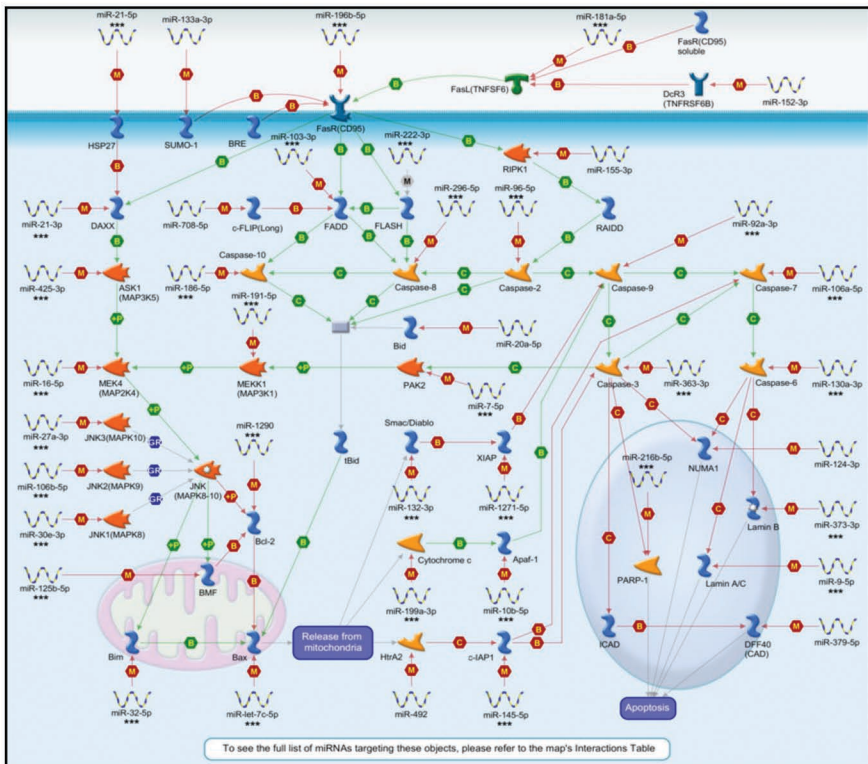 miR-21-5p
***
miR-133a-3p
miR-196b-5p
***
miR-181a-5p
***
FasR(CD95)
soluble
M
M
M
M
B
B
B
B
B
B
M
FasL(TNFSF6)
DcR3
(TNFRSF6B)
miR-152-3p
HSP27
SUMO-1
BRE
FasR(CD95)
miR-103-3p
***
miR-222-3p
***
RIPK1
M
miR-155-3p
B
B
B
B
B
M
M
B
miR-296-5p
***
miR-96-5p
***
miR-21-3p
***
M
DAXX
miR-708-5p
M
c-FLIP(Long)
B
FADD
B
FLASH
RAIDD
miR-92a-3p
***
B
B
B
B
M
M
B
M
Caspase-10
miR-425-3p
***
M
ASK1
(MAP3K5)
miR-186-5p
***
M
C
Caspase-8
C
Caspase-2
C
Caspase-9
C
Caspase-7
M
miR-106a-5p
***
miR-191-5p
***
C
C
C
C
C
C
+P
M
Bid
M
miR-20a-5p
miR-16-5p
***
M
MEK4
(MAP2K4)
+P
MEKK1
(MAP3K1)
+P
PAK2
C
Caspase-3
M
miR-363-3p
***
Caspase-6
M
miR-130a-3p
***
M
miR-7-5p
***
+P
miR-27a-3p
***
M
JNK3(MAPK10)
GR
miR-1290
***
Smac/Diablo
B
XIAP
B
C
C
C
miR-216b-5p
***
NUMA1
M
miR-124-3p
tBid
B
miR-106b-5p
***
M
JNK2(MAPK9)
GR
JNK
(MAPK8-10)
+P
M
M
M
miR-132-3p
***
miR-1271-5p
***
M
C
C
Lamin B
M
miR-373-3p
***
GR
miR-30e-3p
***
M
JNK1(MAPK8)
Bcl-2
+P
+P
B
Cytochrome c
B
Apaf-1
C
PARP-1
Lamin A/C
M
miR-9-5p
***
miR-125b-5p
***
M
BMF
B
B
M
M
miR-199a-3p
***
miR-10b-5p
***
Bim
B
Bax
Release from
mitochondria
HtrA2
C
c-IAP1
B
B
ICAD
B
DFF40
(CAD)
M
miR-379-5p
M
M
M
M
miR-32-5p
***
miR-let-7c-5p
***
miR-492
miR-145-5p
***
Apoptosis
To see the full list of miRNAs targeting these objects, please refer to the map's Interactions Table